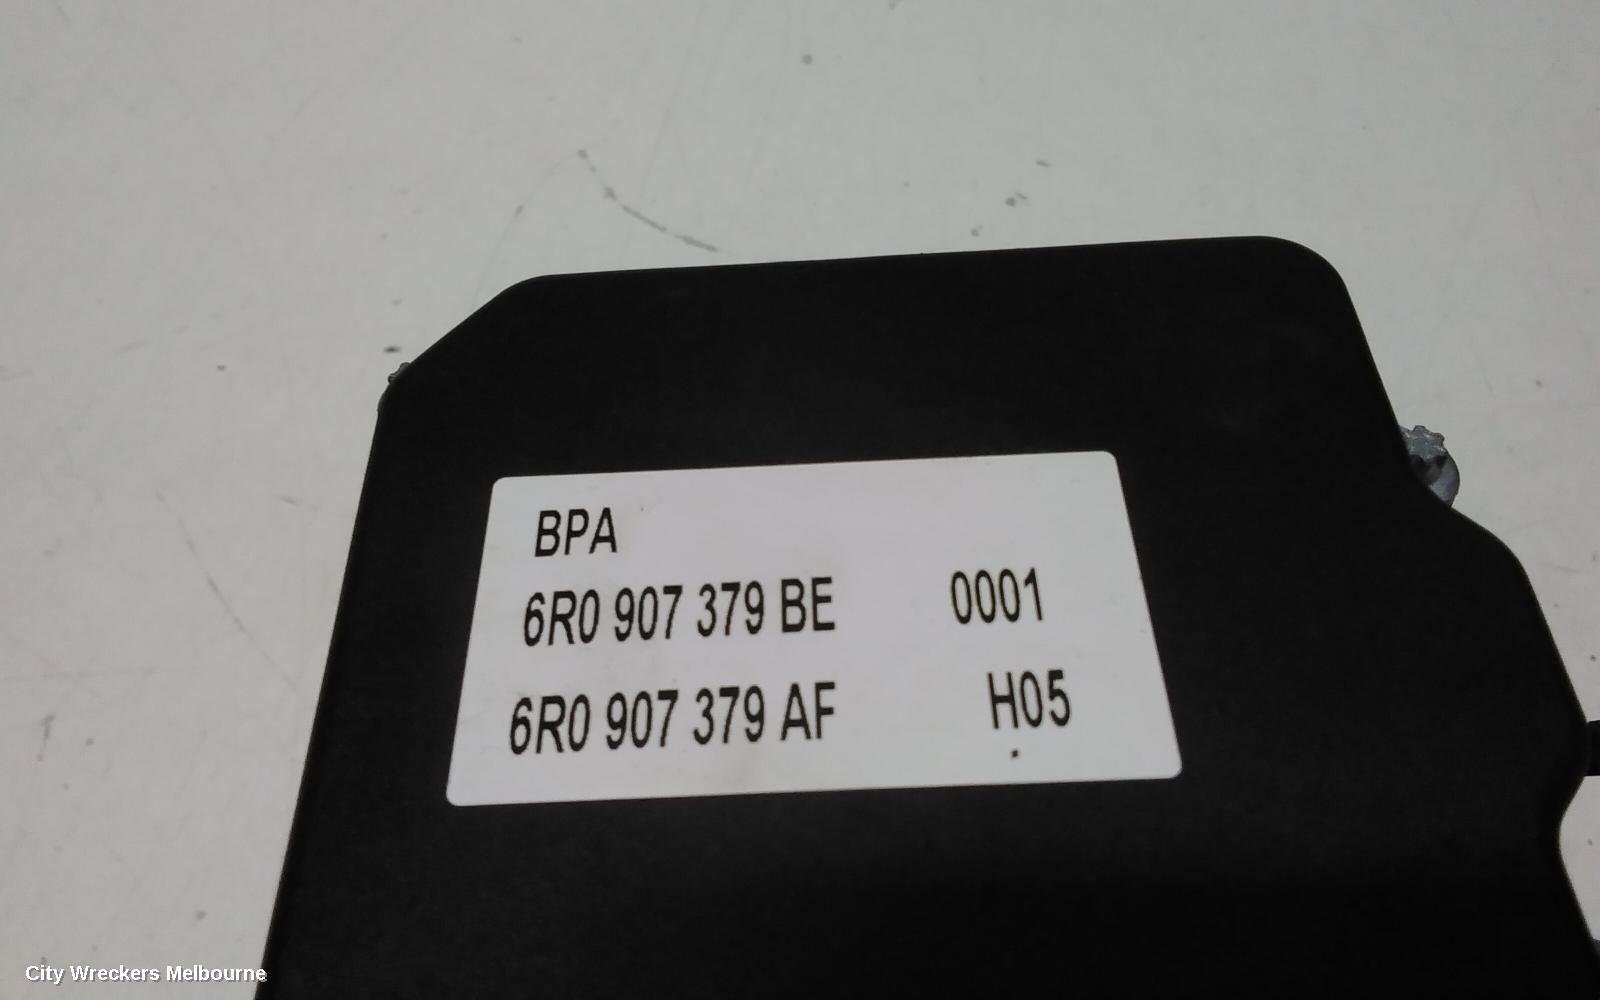 BPA
6R0 907 379 BE 0001
6R0 907 379 AF H05
City Wreckers Melbourne